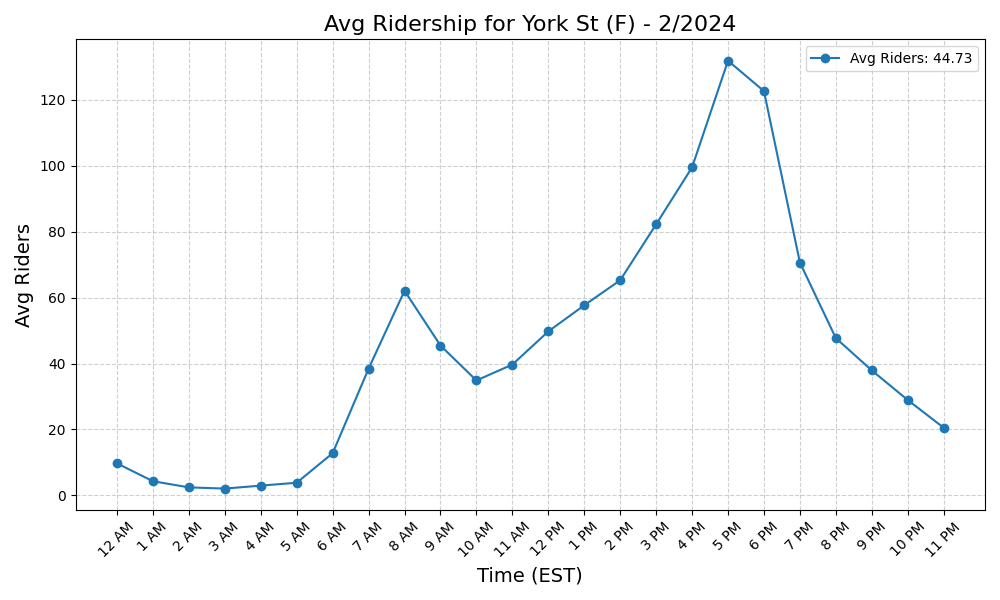 Avg Ridership for York St (F) - 2/2024
Avg Riders: 44.73
Avg Riders
120
100
80
60
40
20
0
12 AM
1 AM
2 AM
3 AM
4 AM
5 AM
6 AM
7 AM
8 AM
9 AM
10 AM
11 AM
12 PM
1 PM
2 PM
3 PM
4 PM
5 PM
6 PM
7 PM
8 PM
9 PM
10 PM
11 PM
Time (EST)